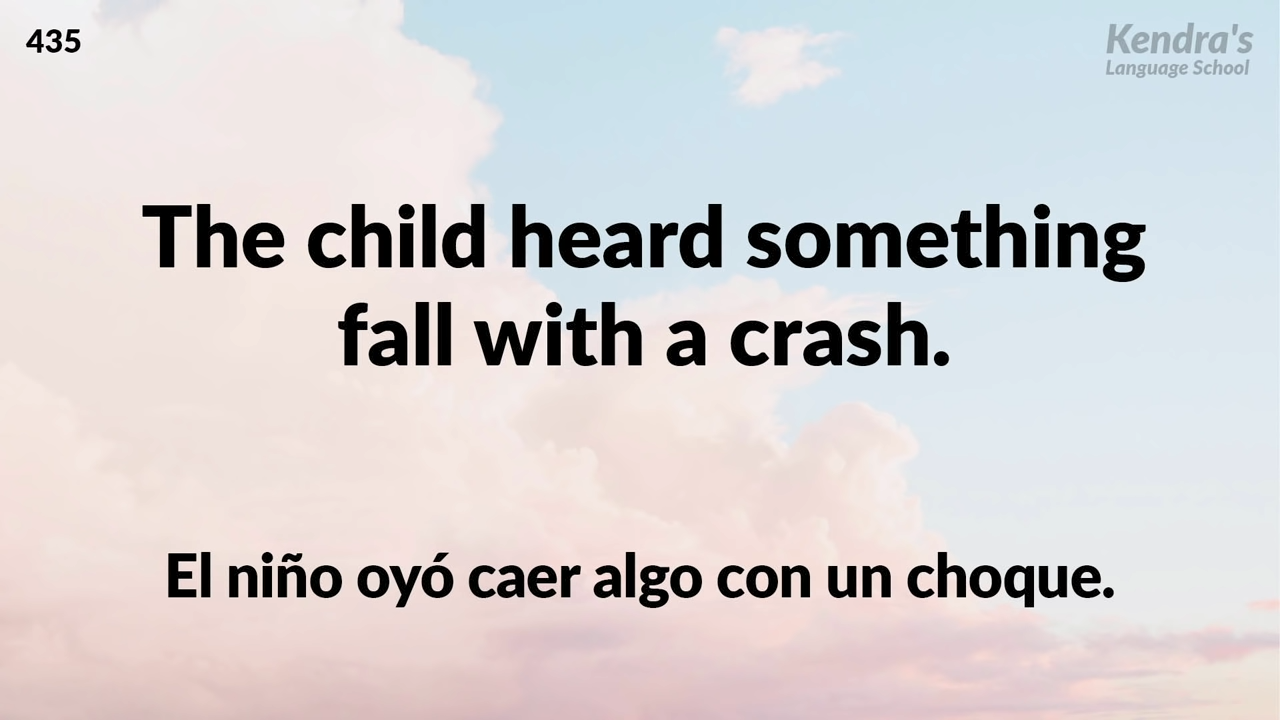 435
Kendra's
Language School
The child heard something
fall with a crash.
El niño oyó caer algo con un choque.